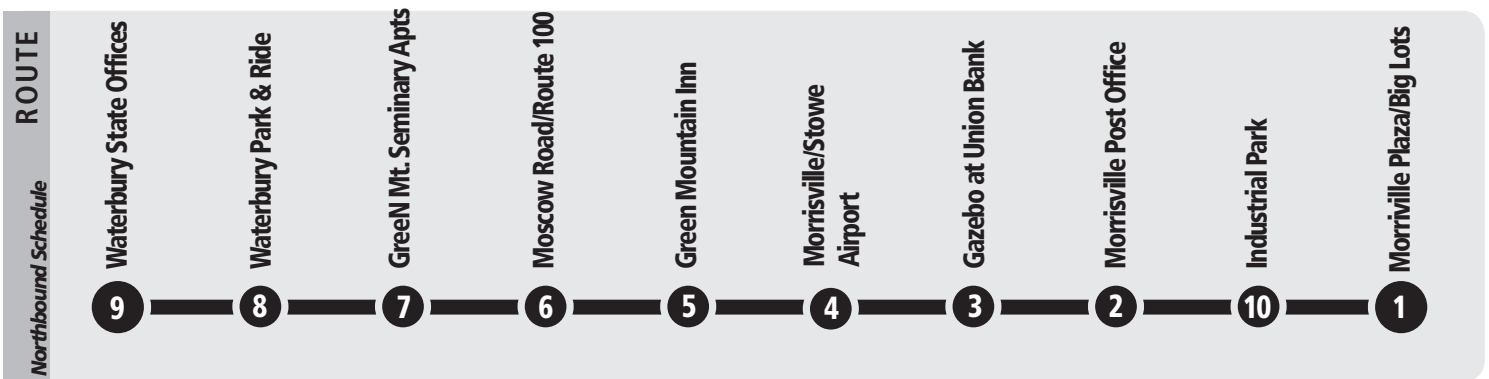 ROUTE
Northbound Schedule
Waterbury State Offices
Waterbury Park & Ride
GreeN Mt. Seminary Apts
Moscow Road/Route 100
Green Mountain Inn
Morrisville/Stowe
Airport
Gazebo at Union Bank
Morrisville Post Office
Industrial Park
Morriville Plaza/Big Lots
9 8 7 6 5 4 3 2 10 1